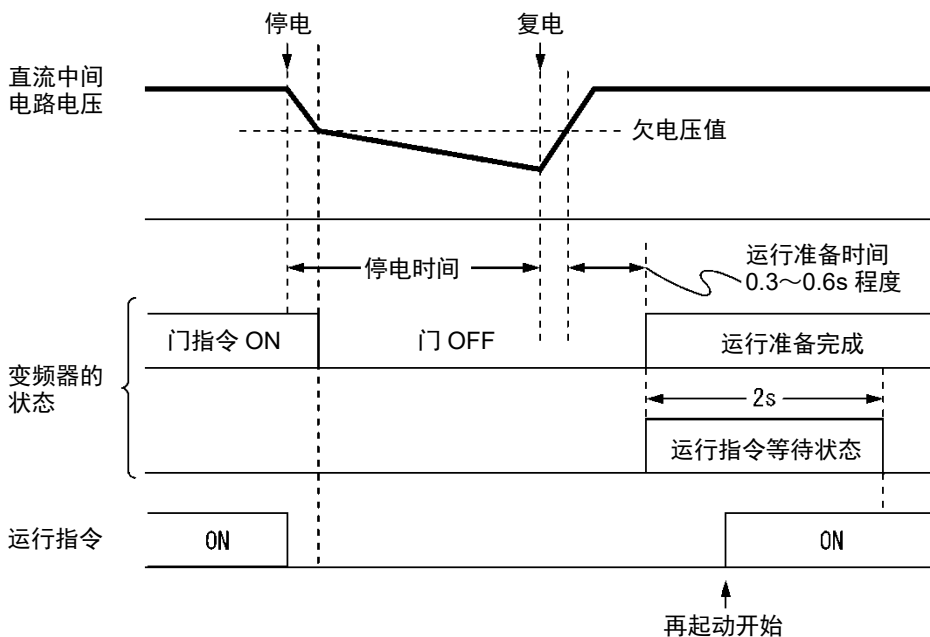 停电
复电
直流中间
电路电压
欠电压值
停电时间
运行准备时间
0.3～0.6s 程度
变频器的
状态
门指令 ON
门 OFF
运行准备完成
2s
运行指令等待状态
运行指令
ON
ON
再起动开始